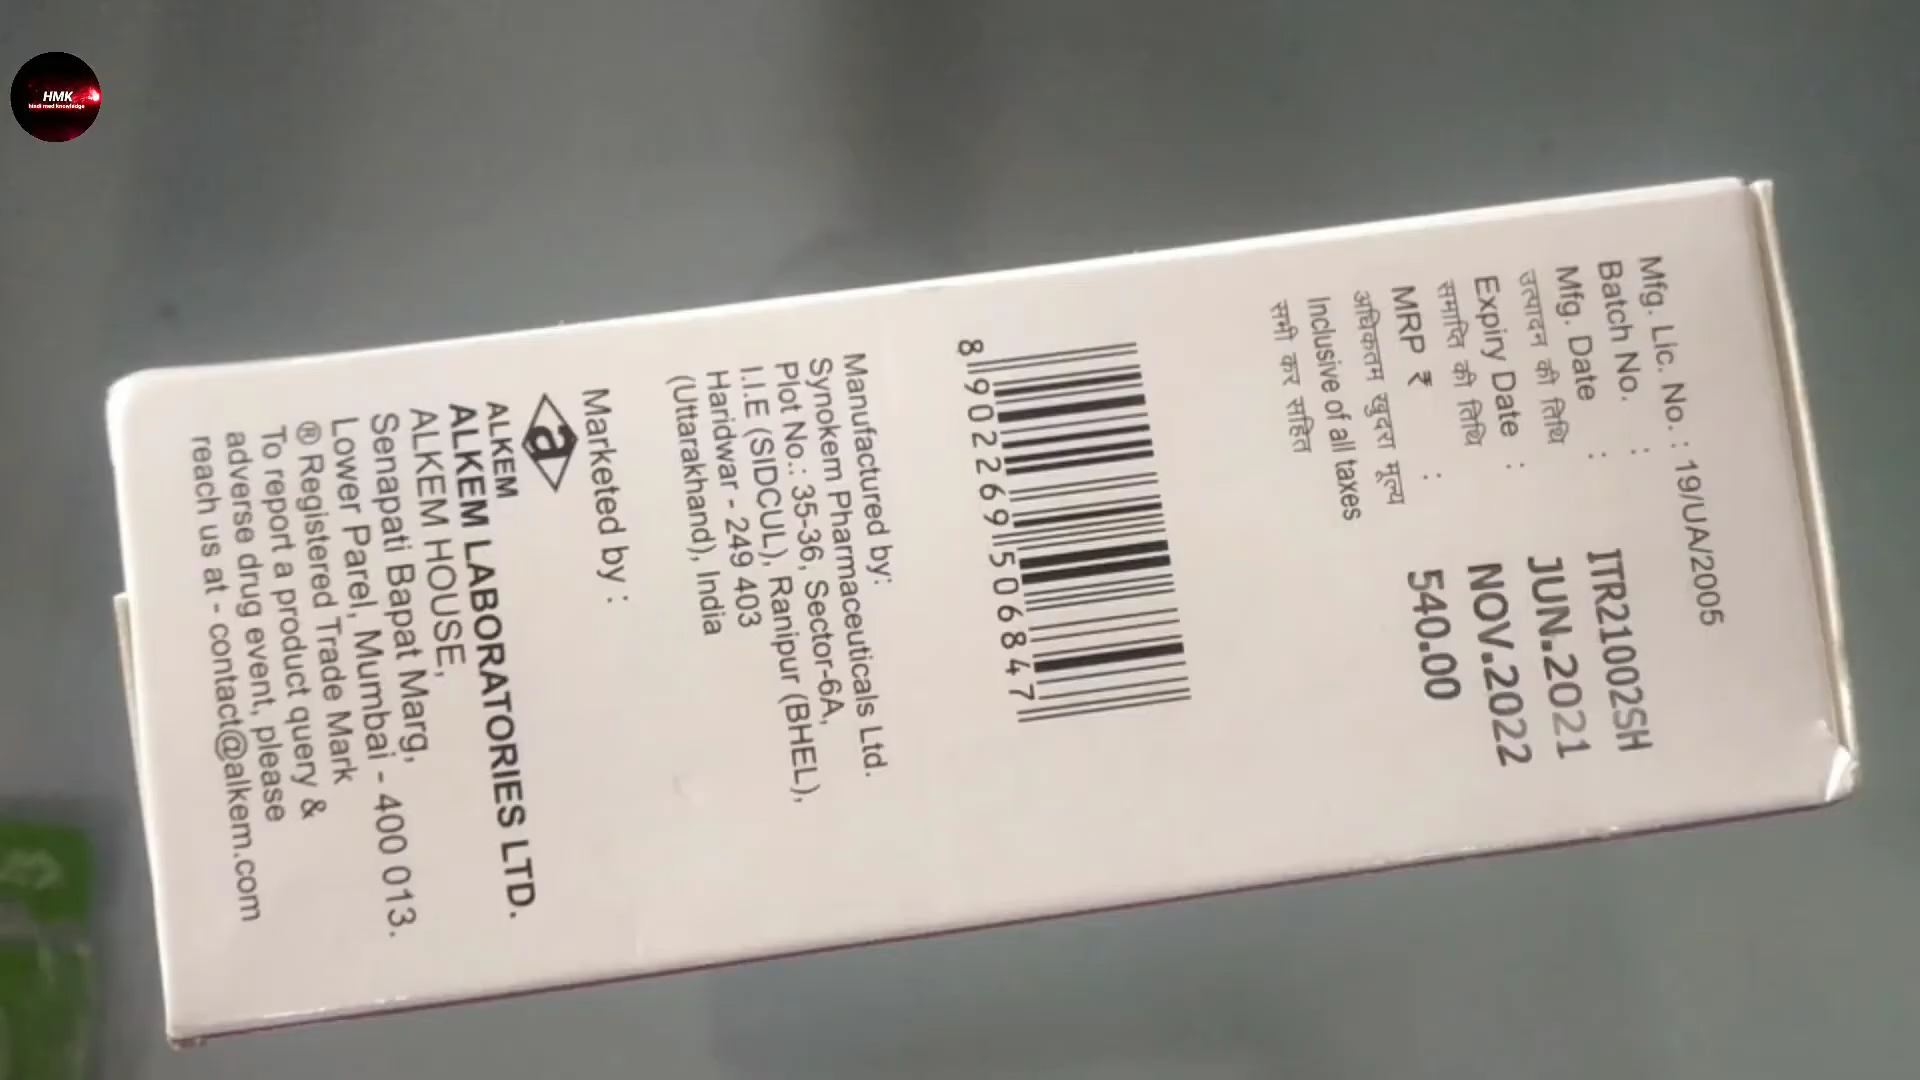 HMK
hindi med knowledge
Mfg. Lic. No. : 19/UA/2005
Batch No. : ITR21002SH
Mfg. Date : JUN.2021
उत्पादन की तिथि
Expiry Date : NOV.2022
समाप्ति की तिथि
MRP ₹ : 540.00
अधिकतम खुदरा मूल्य
Inclusive of all taxes
सभी कर सहित
8 902269 506847
Manufactured by:
Synokem Pharmaceuticals Ltd.
Plot No.: 35-36, Sector-6A,
I.I.E (SIDCUL), Ranipur (BHEL),
Haridwar - 249 403
(Uttarakhand), India
Marketed by :
a
ALKEM
ALKEM LABORATORIES LTD.
ALKEM HOUSE,
Senapati Bapat Marg,
Lower Parel, Mumbai - 400 013.
® Registered Trade Mark
To report a product query &
adverse drug event, please
reach us at - contact@alkem.com